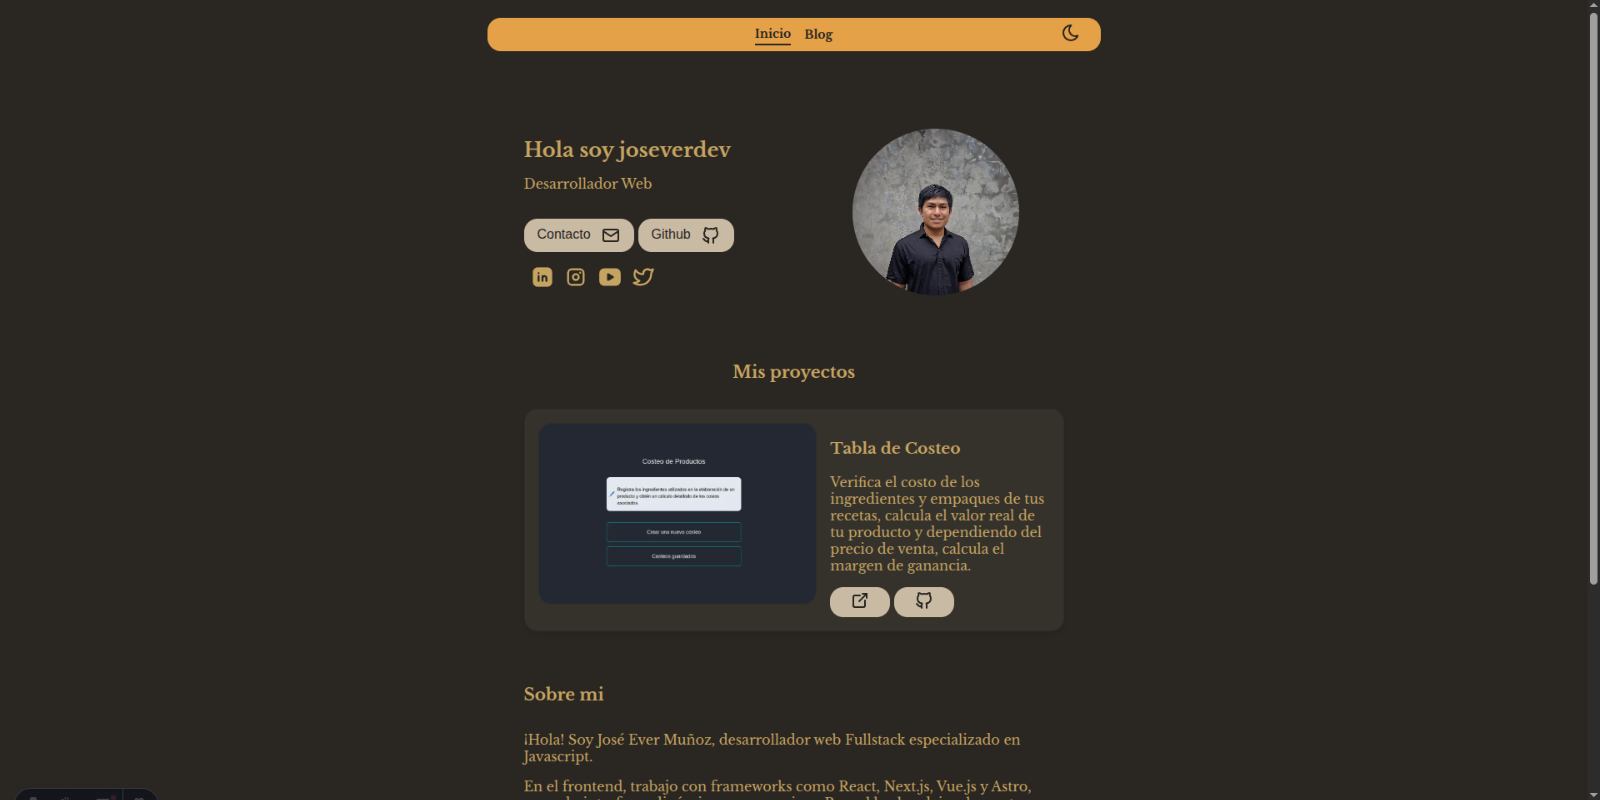 Inicio Blog
Hola soy joseverdev
Desarrollador Web
Contacto Github
Mis proyectos
Costeo de Productos
Registra los ingredientes utilizados en la elaboración de un
producto y obtén un cálculo detallado de los costos
asociados.
Crear una nuevo costeo
Costeos guardados
Tabla de Costeo
Verifica el costo de los
ingredientes y empaques de tus
recetas, calcula el valor real de
tu producto y dependiendo del
precio de venta, calcula el
margen de ganancia.
Sobre mi
¡Hola! Soy José Ever Muñoz, desarrollador web Fullstack especializado en
Javascript.
En el frontend, trabajo con frameworks como React, Next.js, Vue.js y Astro,